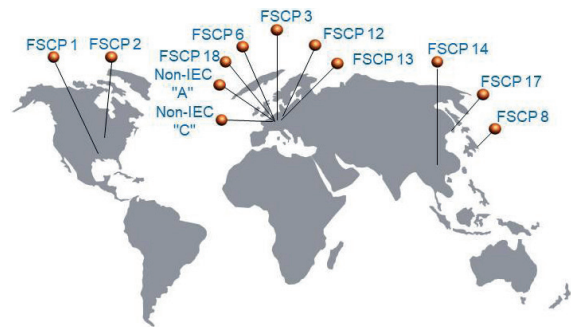 FSCP 1
FSCP 2
FSCP 18
FSCP 6
FSCP 3
FSCP 12
FSCP 13
FSCP 14
FSCP 17
FSCP 8
Non-IEC
"A"
Non-IEC
"C"